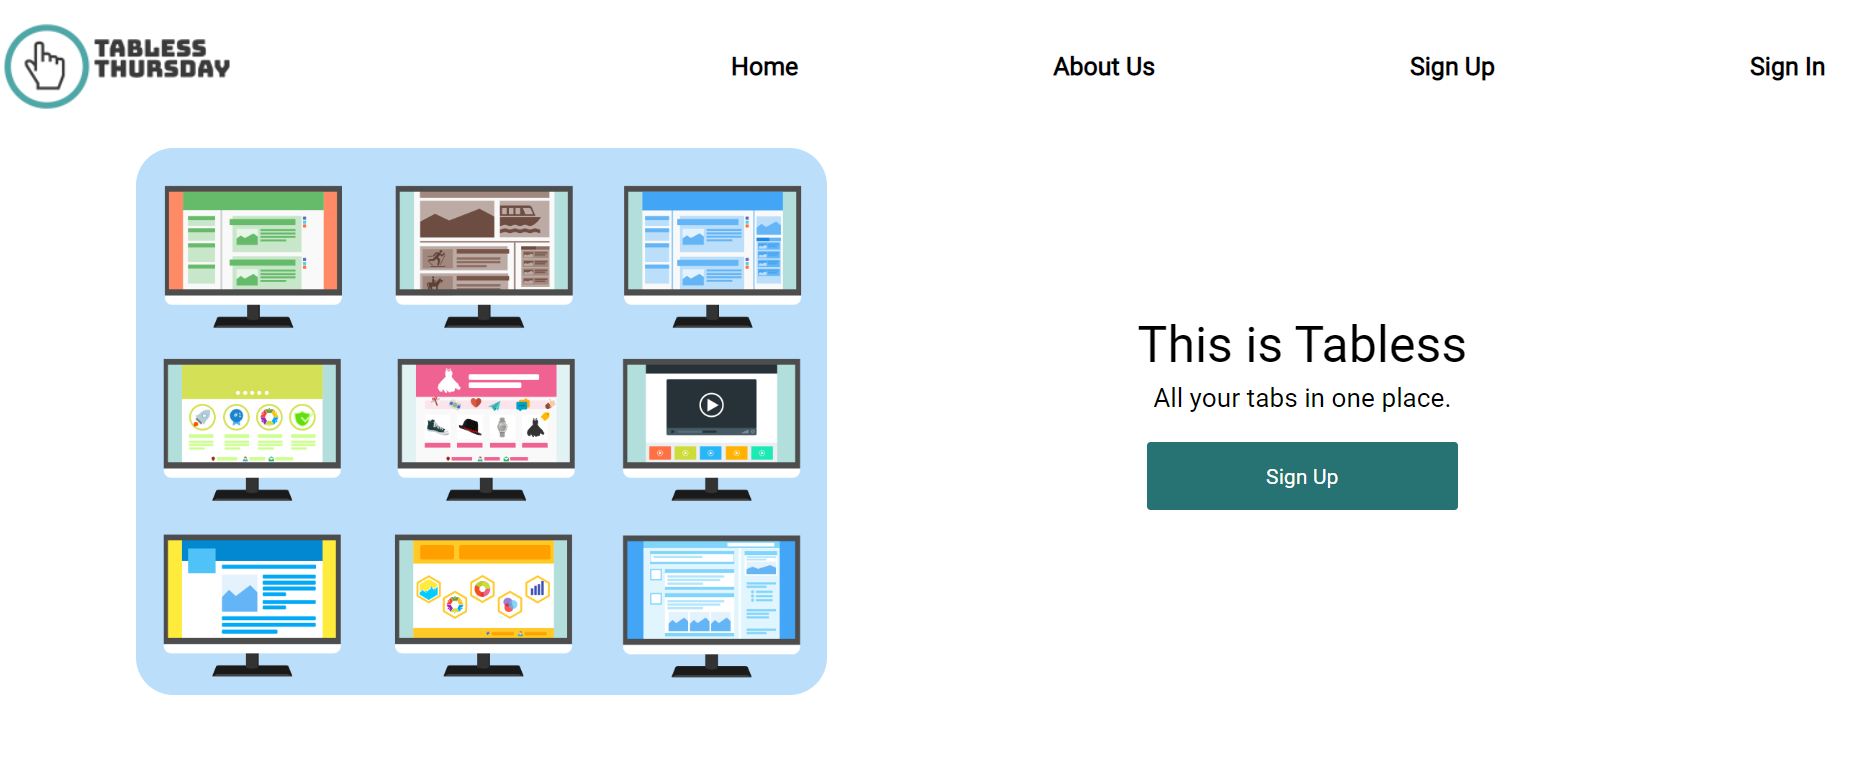 TABLESS
THURSDAY
Home
About Us
Sign Up
Sign In
This is Tabless
All your tabs in one place.
Sign Up